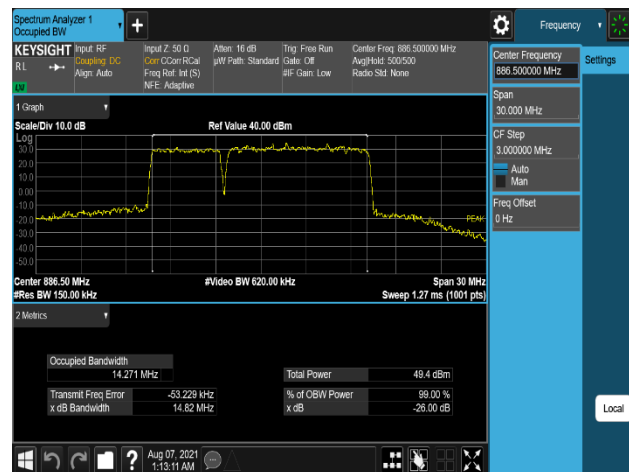 Spectrum Analyzer 1
Occupied BW
Frequency
KEYSIGHT
RL
LV
Input: RF
Coupling: DC
Align: Auto
Input Z: 50 Ω
Corr CCorr RCal
Freq Ref: Int (S)
NFE: Adaptive
Atten: 16 dB
µW Path: Standard
Trig: Free Run
Gate: Off
#IF Gain: Low
Center Freq: 886.500000 MHz
Avg|Hold: 500/500
Radio Std: None
Center Frequency
886.500000 MHz
Settings
Span
30.000 MHz
CF Step
3.000000 MHz
Auto
Man
Freq Offset
0 Hz
1 Graph
Scale/Div 10.0 dB
Ref Value 40.00 dBm
Log
30.0
20.0
10.0
0.00
-10.0
-20.0
-30.0
-40.0
-50.0
PEAK
Center 886.50 MHz
#Video BW 620.00 kHz
Span 30 MHz
#Res BW 150.00 kHz
Sweep 1.27 ms (1001 pts)
2 Metrics
Occupied Bandwidth
14.271 MHz
Total Power
49.4 dBm
Transmit Freq Error
-53.229 kHz
% of OBW Power
99.00 %
x dB Bandwidth
14.82 MHz
x dB
-26.00 dB
Local
?
Aug 07, 2021
1:13:11 AM